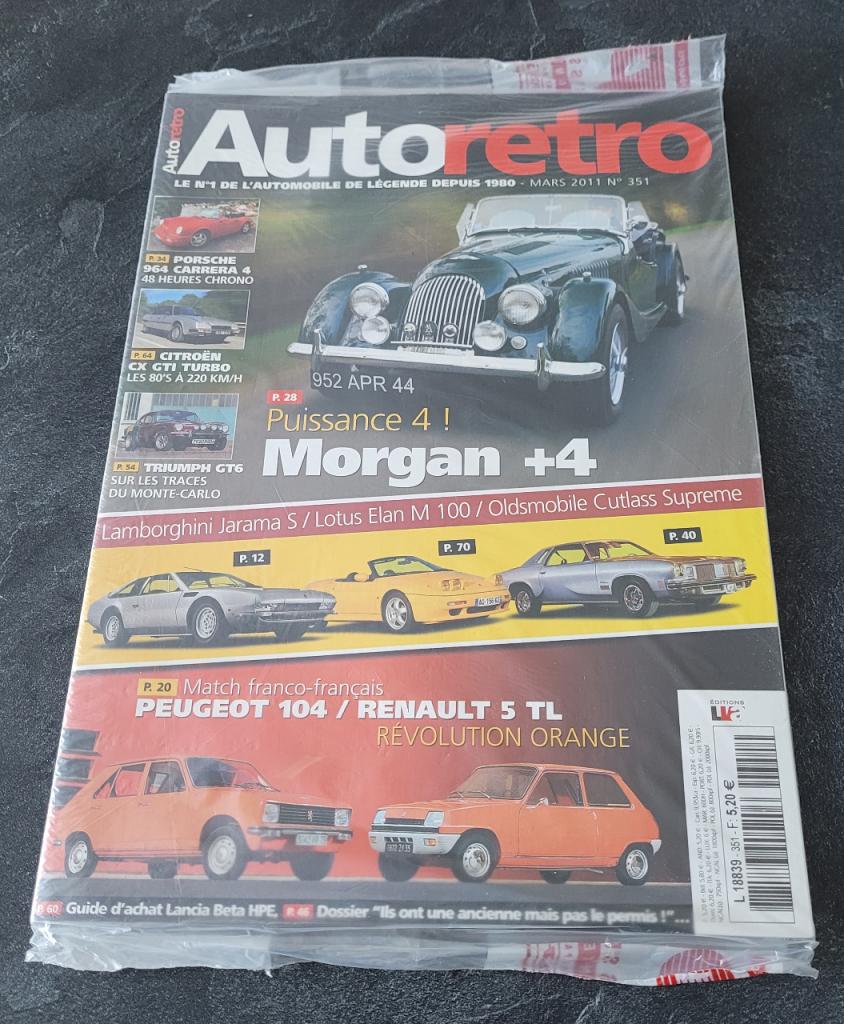 Autoretro
Autoretro
LE N°1 DE L'AUTOMOBILE DE LÉGENDE DEPUIS 1980 - MARS 2011 N° 351
P. 34 PORSCHE
964 CARRERA 4
48 HEURES CHRONO
P. 64 CITROËN
CX GTI TURBO
LES 80'S À 220 KM/H
P. 54 TRIUMPH GT6
SUR LES TRACES
DU MONTE-CARLO
952 APR 44
P. 28
Puissance 4 !
Morgan +4
Lamborghini Jarama S / Lotus Elan M 100 / Oldsmobile Cutlass Supreme
P. 12
P. 70
P. 40
P. 20 Match franco-français
PEUGEOT 104 / RENAULT 5 TL
RÉVOLUTION ORANGE
ÉDITIONS
LVA
L 18839 - 351 - F: 5,20 €
P. 60 Guide d'achat Lancia Beta HPE, P. 46 Dossier "Ils ont une ancienne mais pas le permis !"...